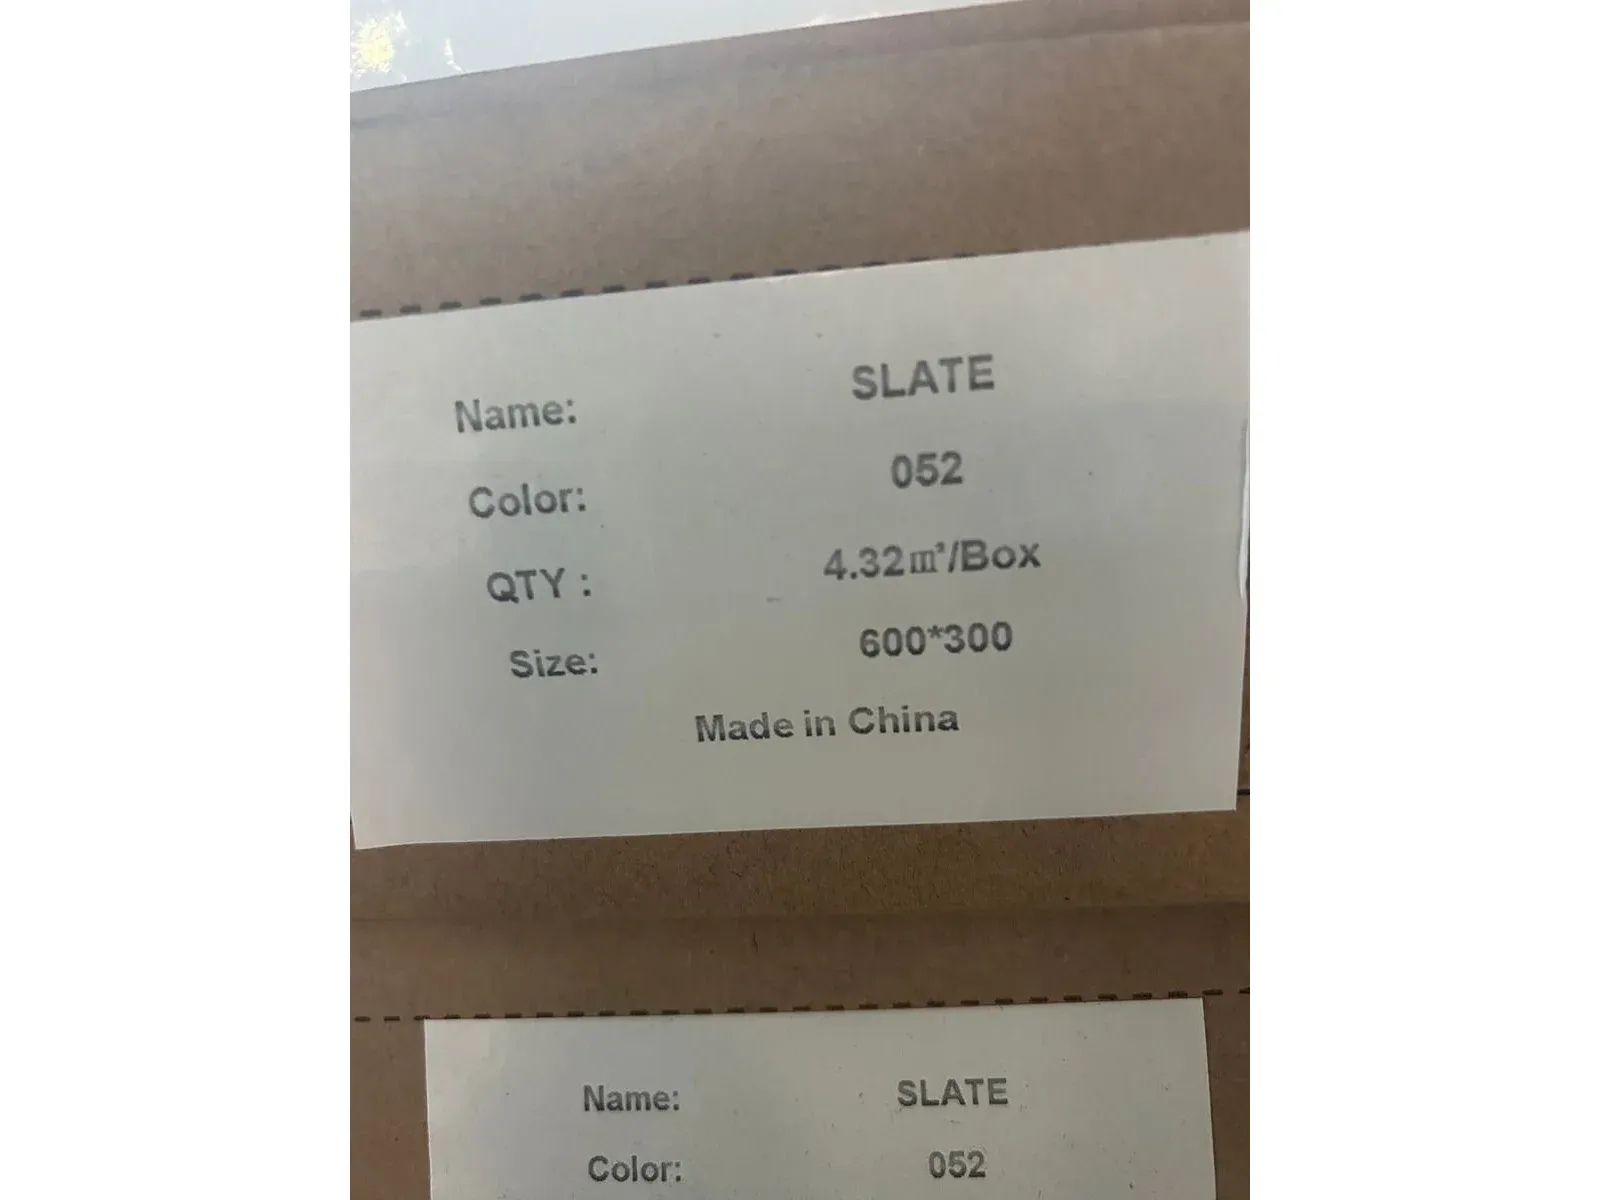 Name: SLATE
Color: 052
QTY : 4.32㎡/Box
Size: 600*300
Made in China
Name: SLATE
Color: 052